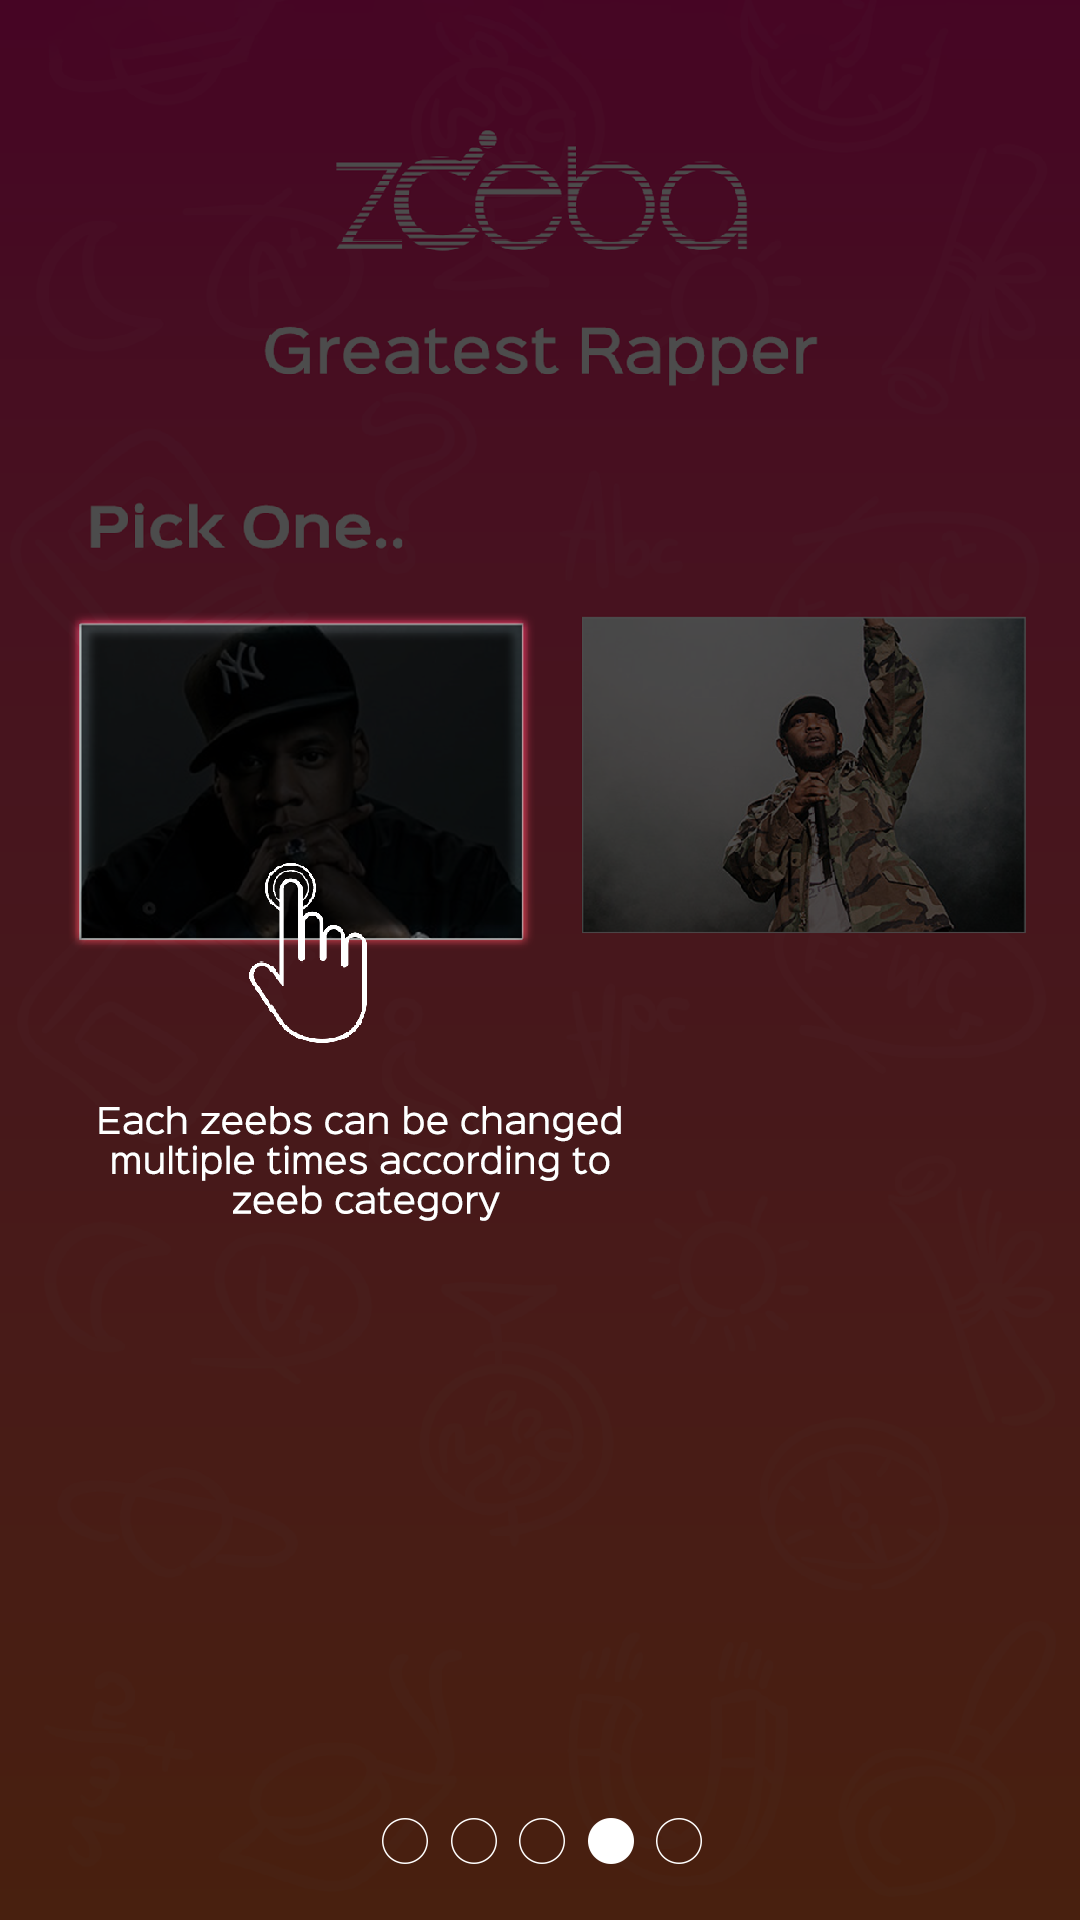 zeeba
Greatest Rapper
Pick One..
NY
Each zeebs can be changed
multiple times according to
zeeb category